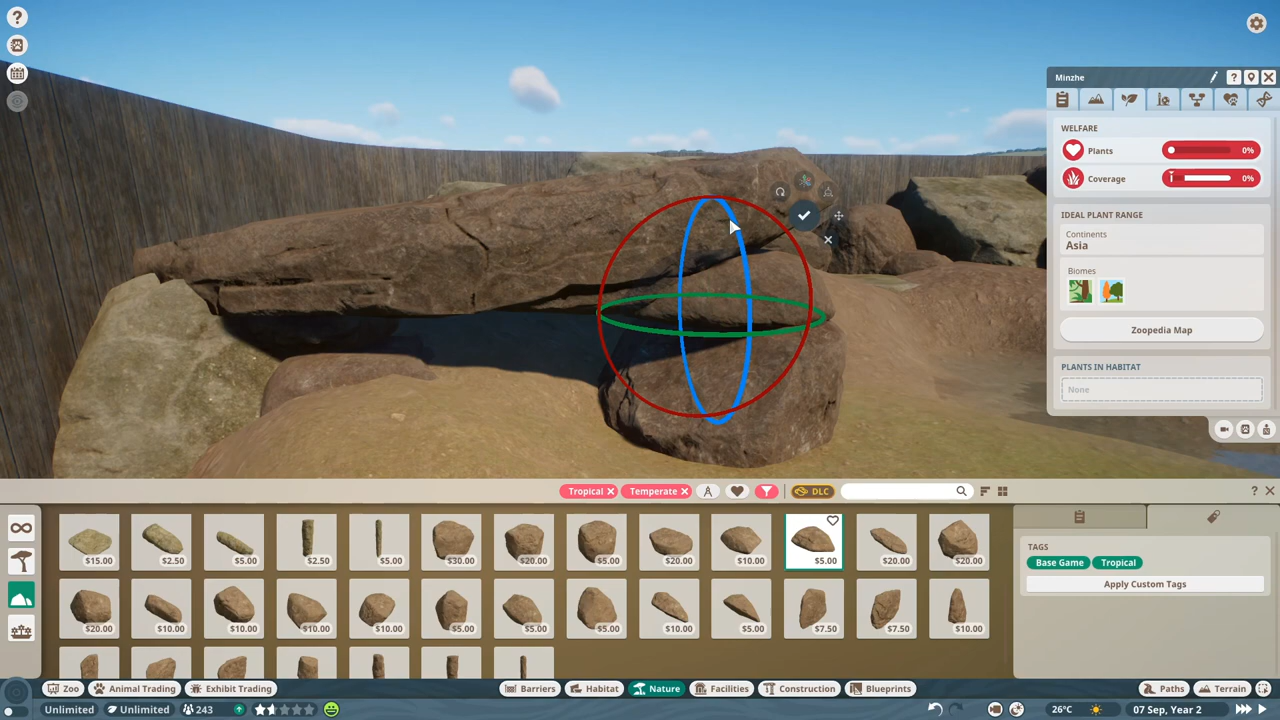 ?
Minzhe
?
WELFARE
Plants 0%
Coverage 0%
IDEAL PLANT RANGE
Continents
Asia
Biomes
Zoopedia Map
PLANTS IN HABITAT
None
Tropical Temperate DLC
?
$15.00 $2.50 $5.00 $2.50 $5.00 $30.00 $20.00 $5.00 $20.00 $10.00 $5.00 $20.00 $20.00
$20.00 $10.00 $10.00 $10.00 $10.00 $5.00 $5.00 $5.00 $10.00 $5.00 $7.50 $7.50 $10.00
TAGS
Base Game Tropical
Apply Custom Tags
Zoo Animal Trading Exhibit Trading Barriers Habitat Nature Facilities Construction Blueprints Paths Terrain
Unlimited Unlimited 243 26°C 07 Sep, Year 2